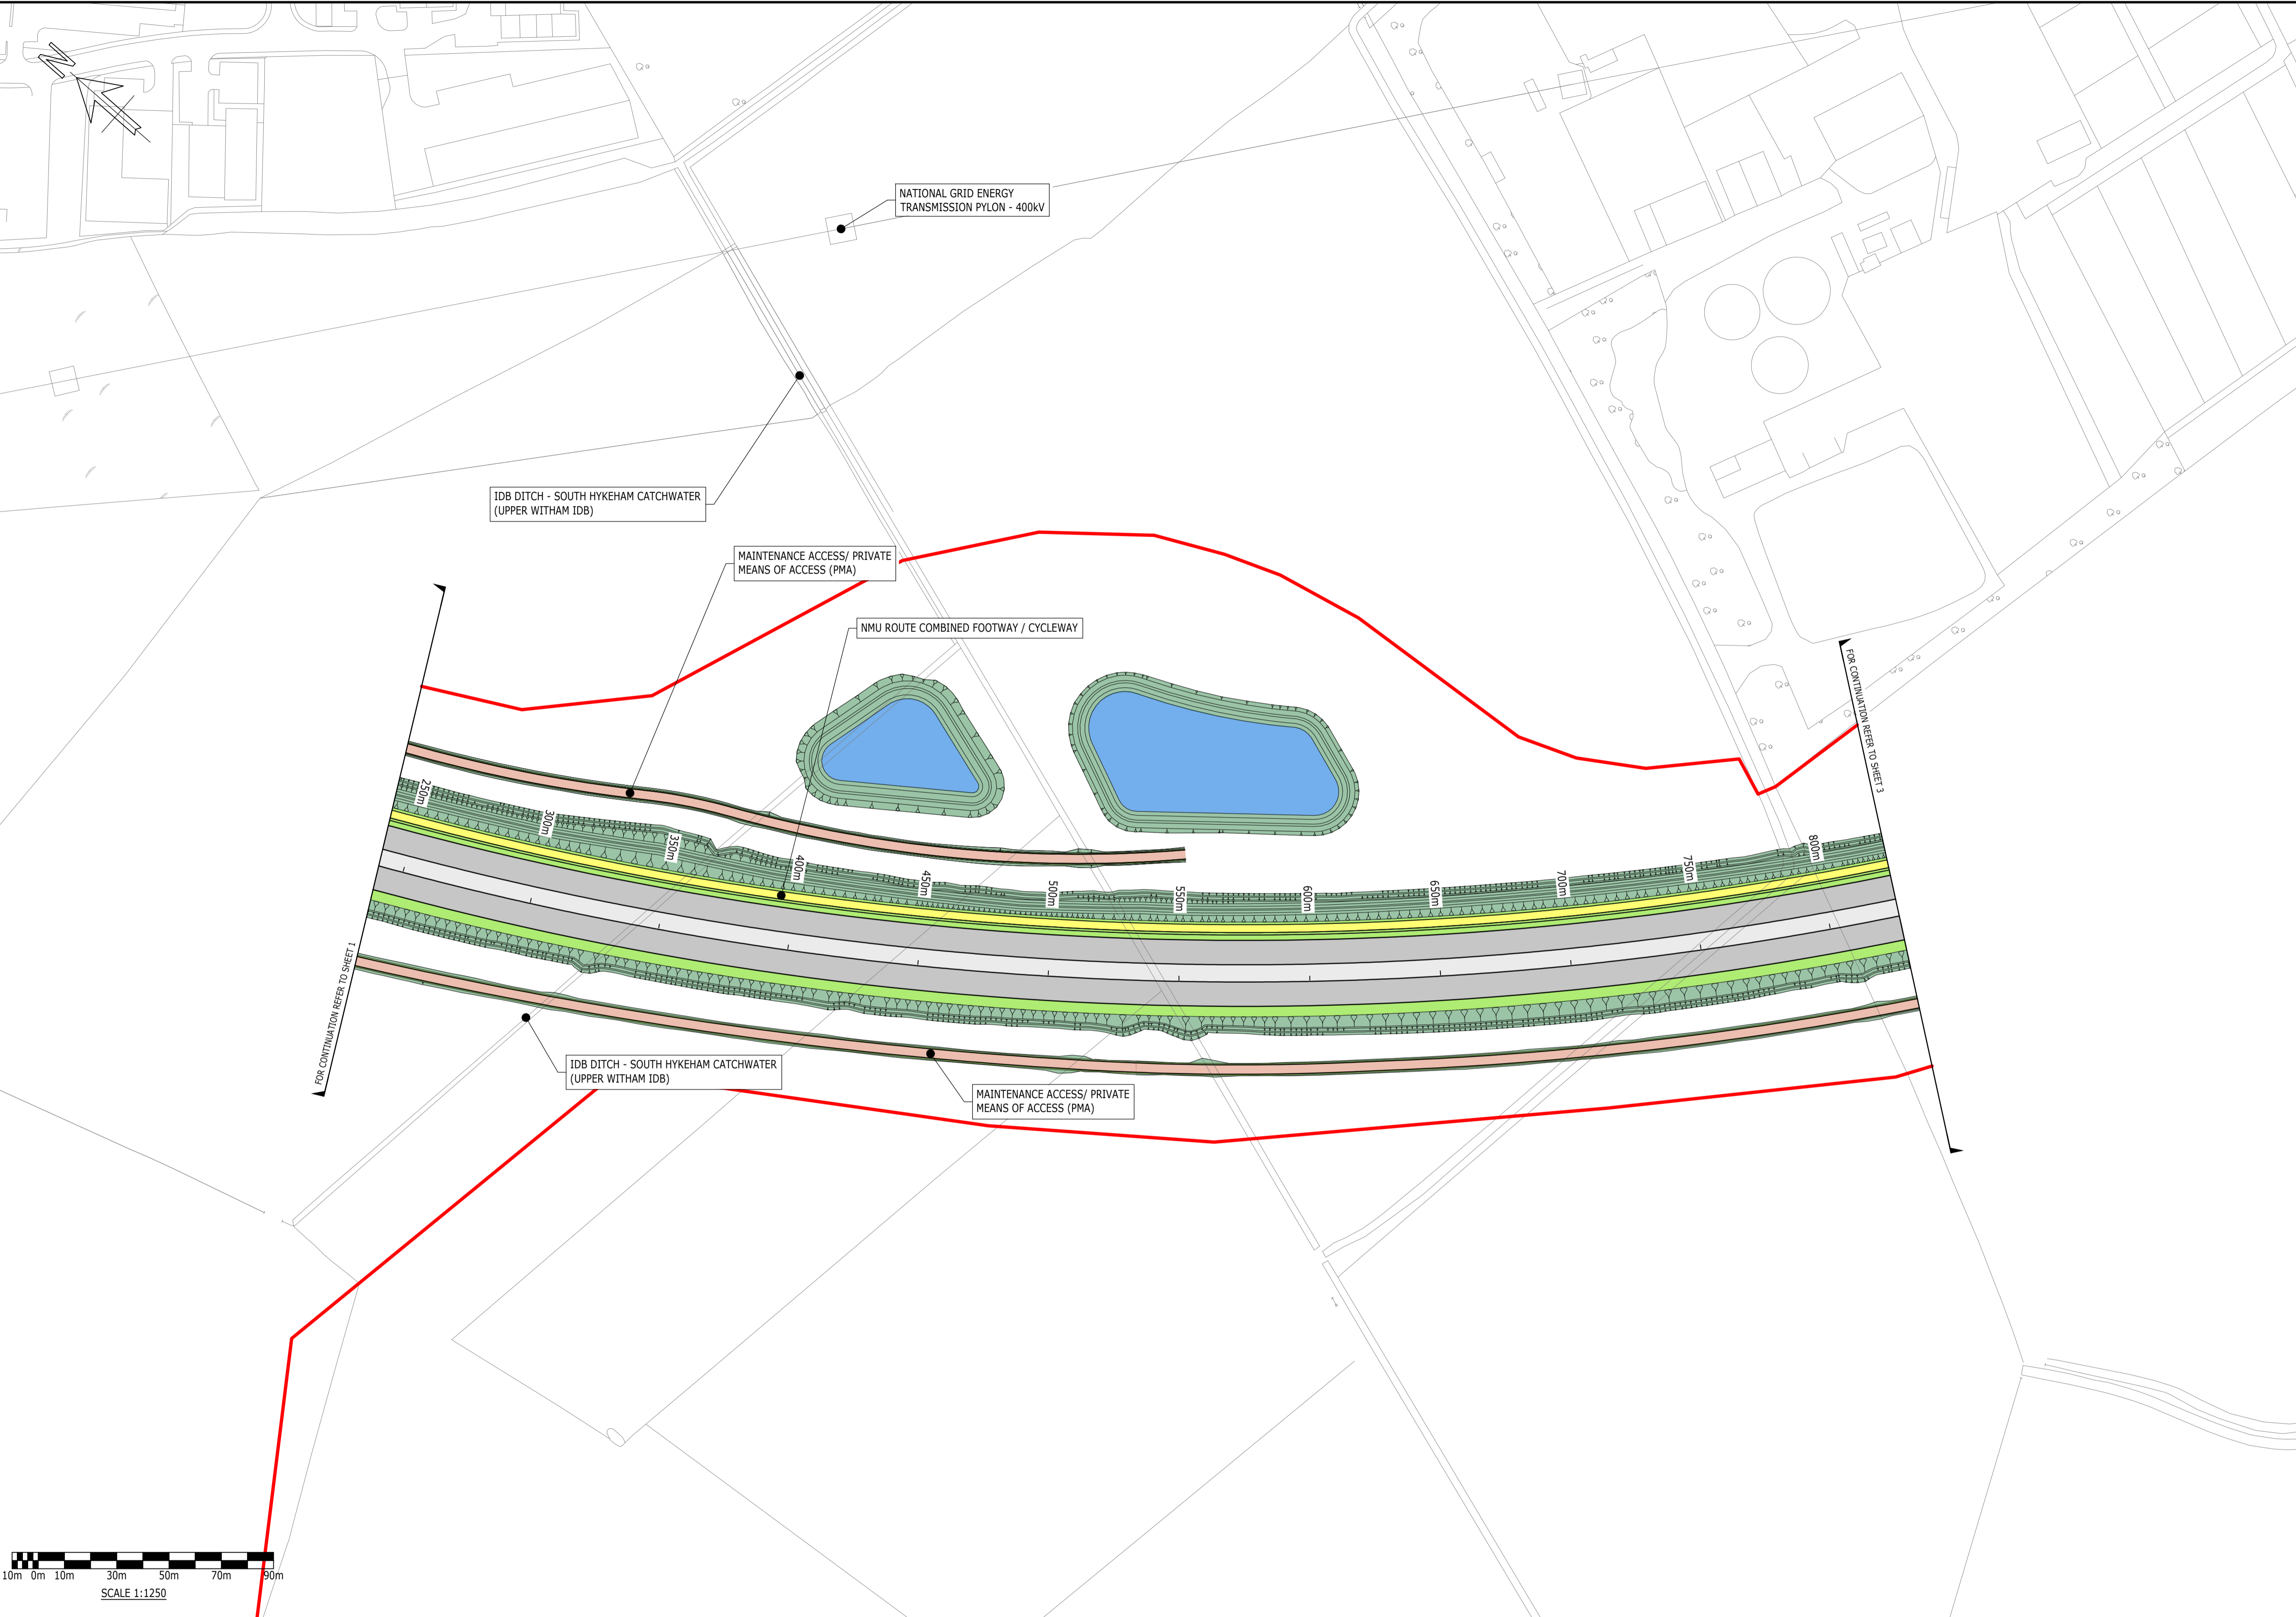 N
NATIONAL GRID ENERGY
TRANSMISSION PYLON - 400kV
IDB DITCH - SOUTH HYKEHAM CATCHWATER
(UPPER WITHAM IDB)
MAINTENANCE ACCESS/ PRIVATE
MEANS OF ACCESS (PMA)
NMU ROUTE COMBINED FOOTWAY / CYCLEWAY
FOR CONTINUATION REFER TO SHEET 3
250m
300m
350m
400m
450m
500m
550m
600m
650m
700m
750m
800m
FOR CONTINUATION REFER TO SHEET 1
IDB DITCH - SOUTH HYKEHAM CATCHWATER
(UPPER WITHAM IDB)
MAINTENANCE ACCESS/ PRIVATE
MEANS OF ACCESS (PMA)
10m 0m 10m 30m 50m 70m 90m
SCALE 1:1250